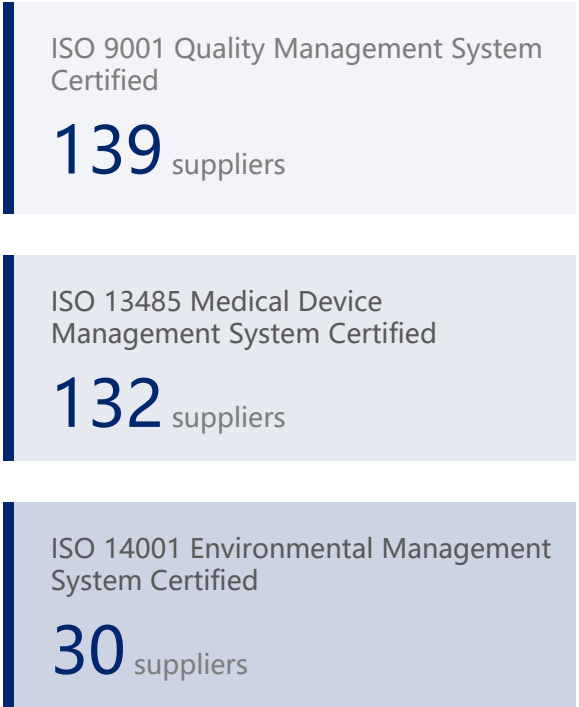 ISO 9001 Quality Management System
Certified
139 suppliers
ISO 13485 Medical Device
Management System Certified
132 suppliers
ISO 14001 Environmental Management
System Certified
30 suppliers